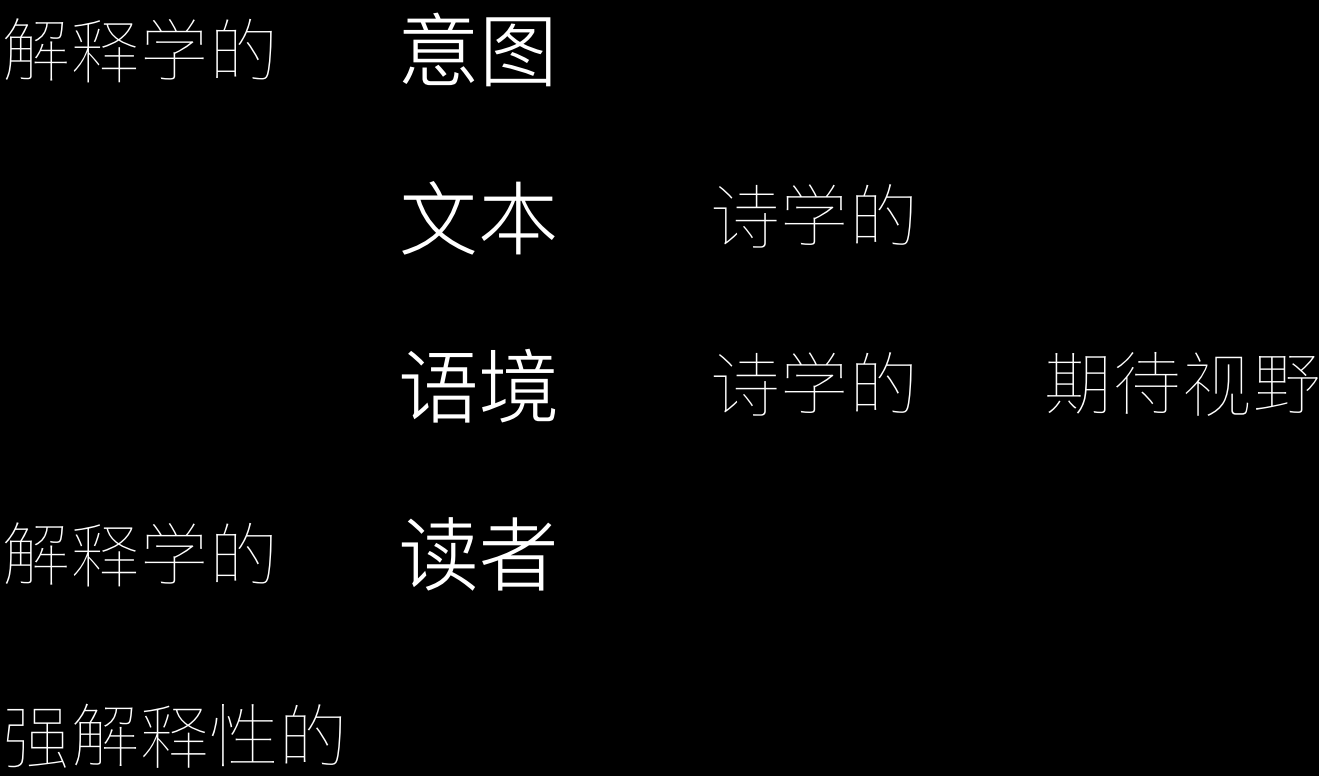 解释学的 意图
文本 诗学的
语境 诗学的 期待视野
解释学的 读者
强解释性的